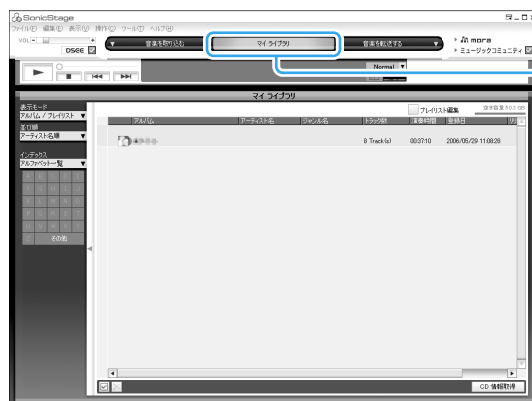 SonicStage
ファイル(F) 編集(E) 表示(V) 操作(C) ツール(T) ヘルプ(H)
VOL - +
DSEE
音楽を取り込む
マイ ライブラリ
音楽を転送する
mora
ミュージックコミュニティ
Normal
マイ ライブラリ
表示モード
アルバム / プレイリスト
並び順
アーティスト名順
インデックス
アルファベット一覧
その他
プレイリスト編集
アルバム アーティスト名 ジャンル名 トラック数 演奏時間 登録日
8 Track(s) 00:37:10 2006/05/29 11:08:28
CD 情報取得